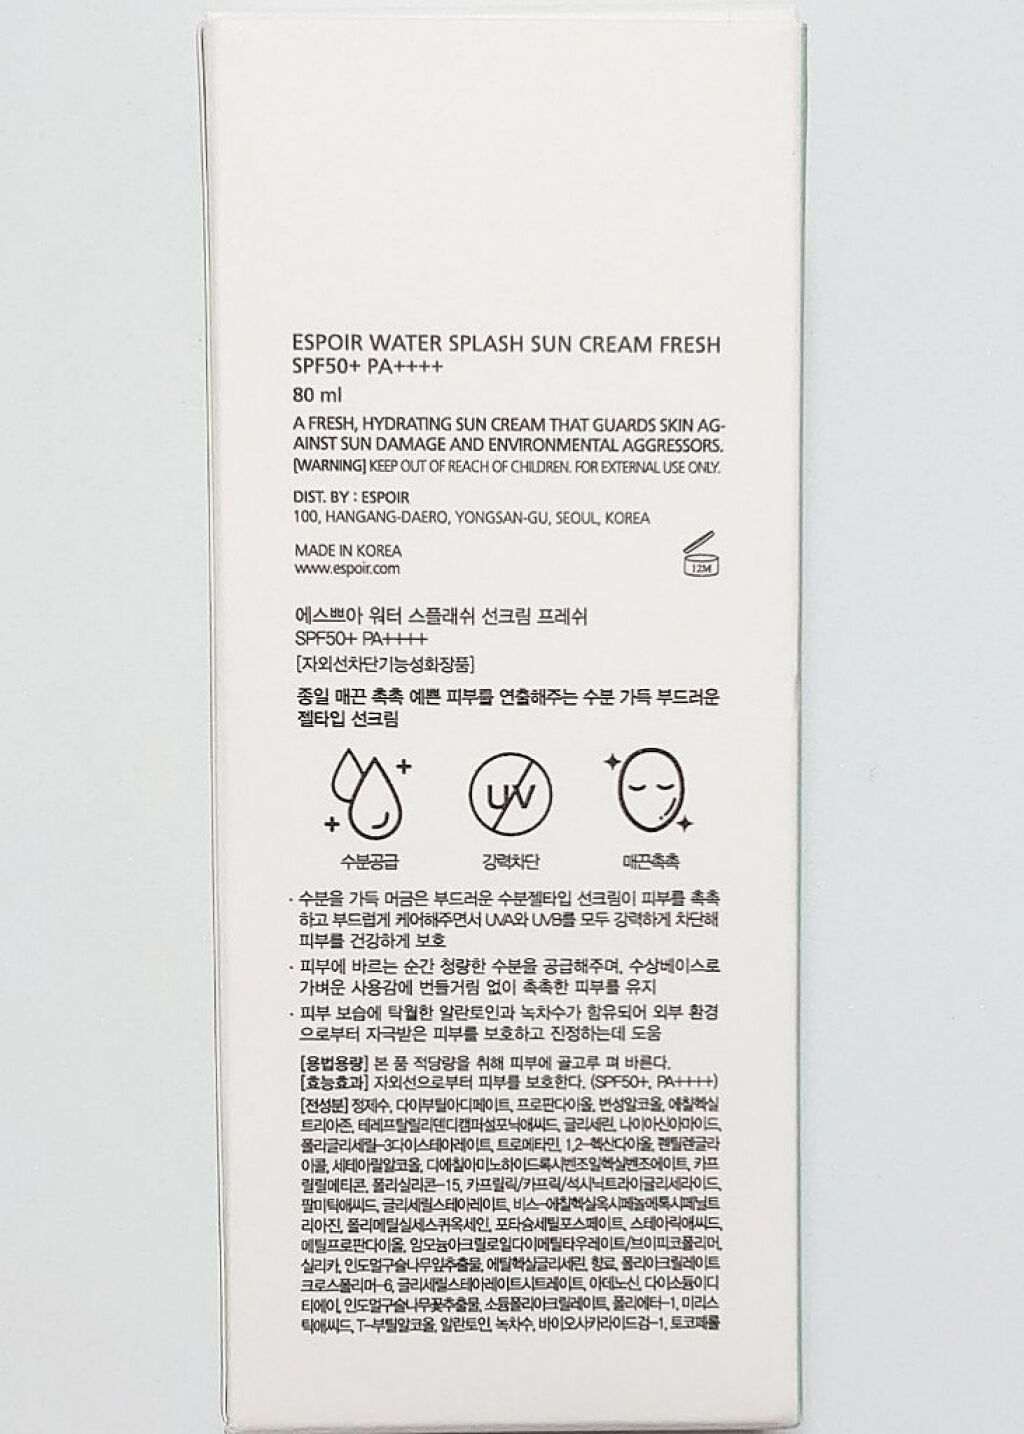 ESPOIR WATER SPLASH SUN CREAM FRESH
SPF50+ PA++++
80 ml
A FRESH, HYDRATING SUN CREAM THAT GUARDS SKIN AG-
AINST SUN DAMAGE AND ENVIRONMENTAL AGGRESSORS.
[WARNING] KEEP OUT OF REACH OF CHILDREN. FOR EXTERNAL USE ONLY.
DIST. BY : ESPOIR
100, HANGANG-DAERO, YONGSAN-GU, SEOUL, KOREA
MADE IN KOREA
www.espoir.com
12M
에스쁘아 워터 스플래쉬 선크림 프레쉬
SPF50+ PA++++
[자외선차단기능성화장품]
종일 매끈 촉촉 예쁜 피부를 연출해주는 수분 가득 부드러운
젤타입 선크림
UV
수분공급
강력차단
매끈촉촉
· 수분을 가득 머금은 부드러운 수분젤타입 선크림이 피부를 촉촉
하고 부드럽게 케어해주면서 UVA와 UVB를 모두 강력하게 차단해
피부를 건강하게 보호
· 피부에 바르는 순간 청량한 수분을 공급해주며, 수상베이스로
가벼운 사용감에 번들거림 없이 촉촉한 피부를 유지
· 피부 보습에 탁월한 알란토인과 녹차수가 함유되어 외부 환경
으로부터 자극받은 피부를 보호하고 진정하는데 도움
[용법용량] 본 품 적당량을 취해 피부에 골고루 펴 바른다.
[효능효과] 자외선으로부터 피부를 보호한다. (SPF50+, PA++++)
[전성분] 정제수, 다이부틸아디페이트, 프로판다이올, 변성알코올, 에칠헥실
트리아존, 테레프탈릴리덴디캠퍼설포닉애씨드, 글리세린, 나이아신아마이드,
폴리글리세릴-3다이스테아레이트, 트로메타민, 1,2-헥산다이올, 펜틸렌글라
이콜, 세테아릴알코올, 디에칠아미노하이드록시벤조일헥실벤조에이트, 카프
릴릴메티콘, 폴리실리콘-15, 카프릴릭/카프릭/석시닉트라이글리세라이드,
팔미틱애씨드, 글리세릴스테아레이트, 비스-에칠헥실옥시페놀메톡시페닐트
리아진, 폴리메틸실세스퀴옥세인, 포타슘세틸포스페이트, 스테아릭애씨드,
메틸프로판다이올, 암모늄아크릴로일다이메틸타우레이트/브이피코폴리머,
실리카, 인도멀구슬나무잎추출물, 에틸헥실글리세린, 향료, 폴리아크릴레이트
크로스폴리머-6, 글리세릴스테아레이트시트레이트, 아데노신, 다이소듐이디
티에이, 인도멀구슬나무꽃추출물, 소듐폴리아크릴레이트, 폴리에터-1, 미리스
틱애씨드, T-부틸알코올, 알란토인, 녹차수, 바이오사카라이드검-1, 토코페롤